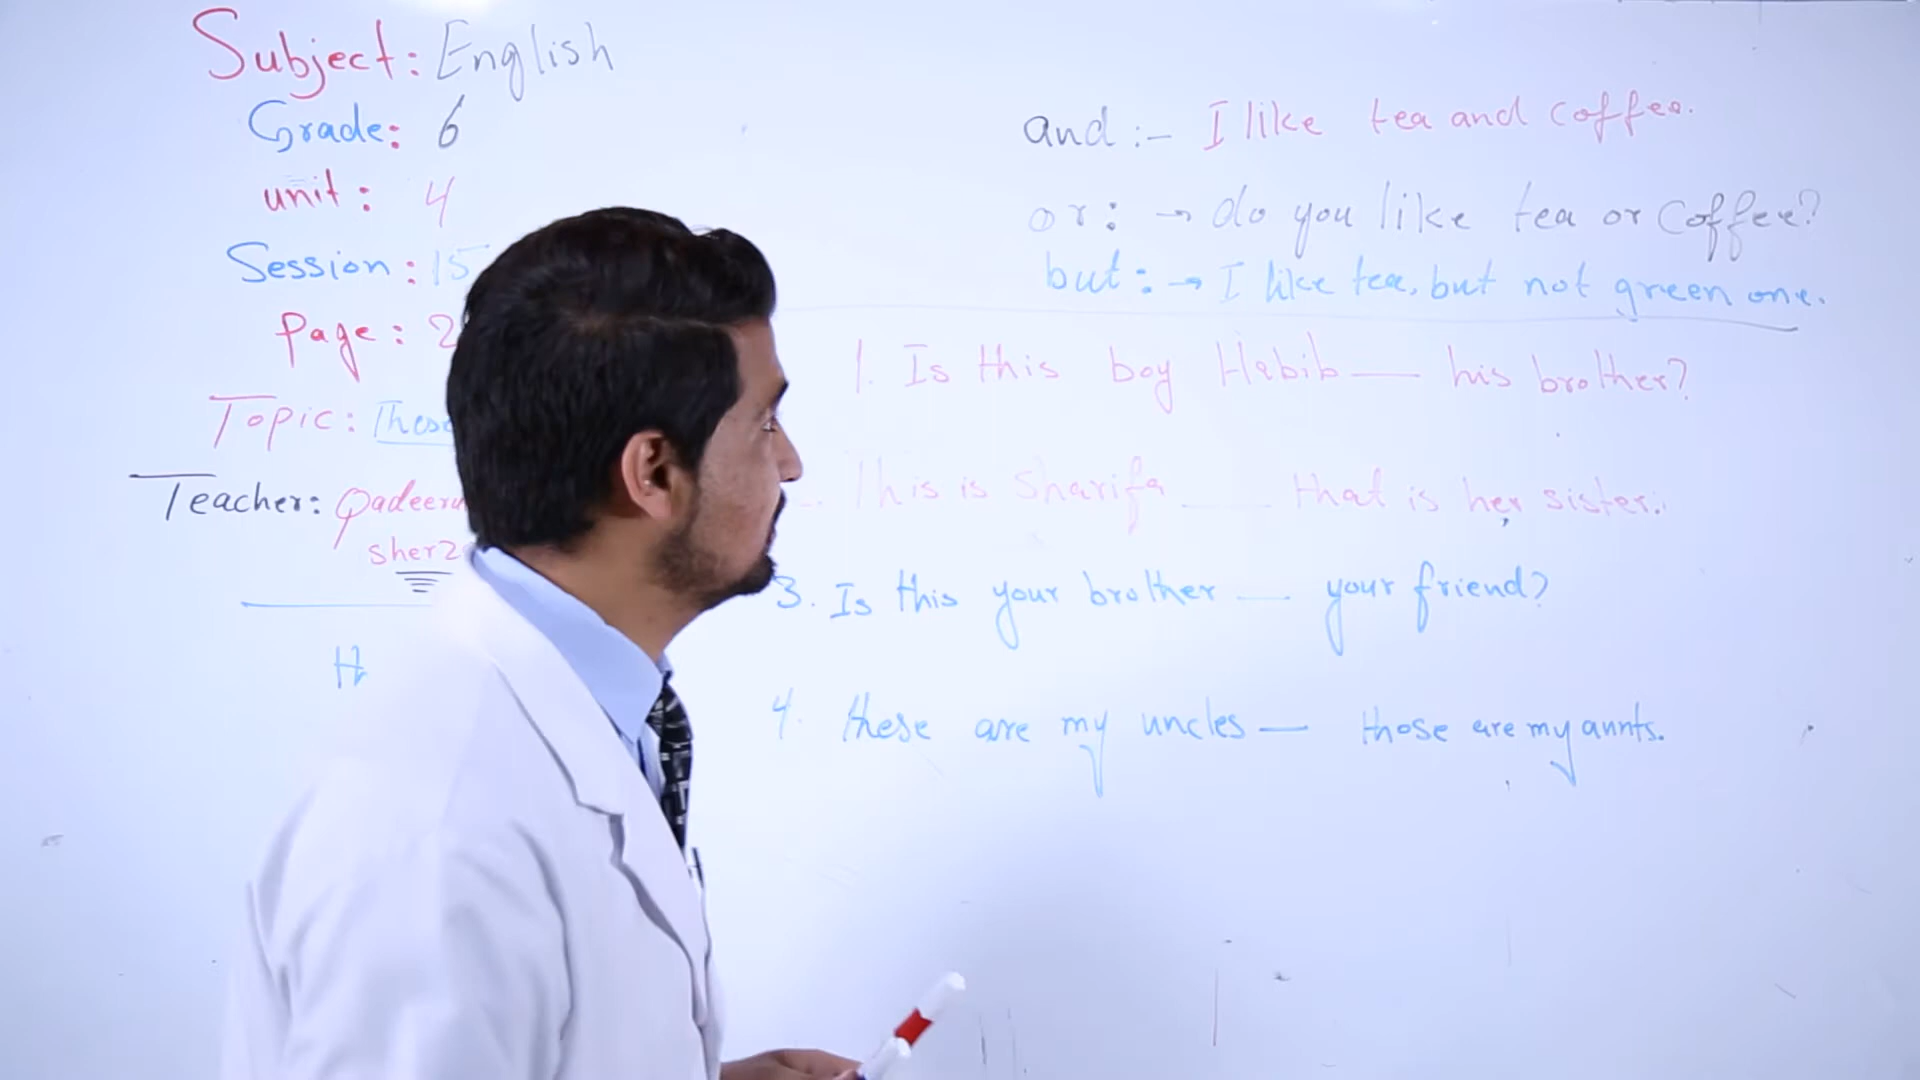 Subject: English
Grade: 6
unit: 4
Session: 15
Page: 2
Topic: These
Teacher: Qadeeru
sher2
H
and :- I like tea and coffee.
or: → do you like tea or coffee?
but: → I like tea, but not green one.
1. Is this boy Habib — his brother?
This is Sharifa — that is her sister.
3. Is this your brother — your friend?
4. these are my uncles — those are my aunts.